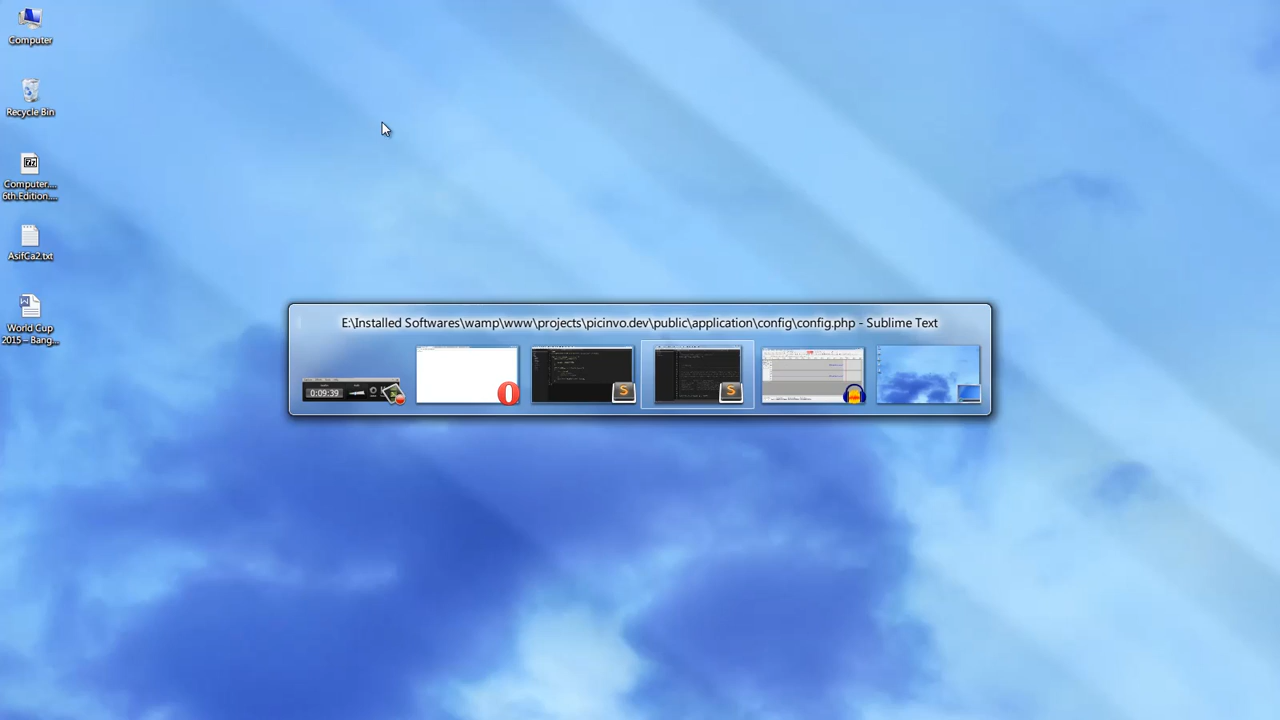 Computer
Recycle Bin
Computer....
6th.Edition....
AsifCa2.txt
World Cup
2015 – Bang...
E:\Installed Softwares\wamp\www\projects\picinvo.dev\public\application\config\config.php - Sublime Text
0:09:39